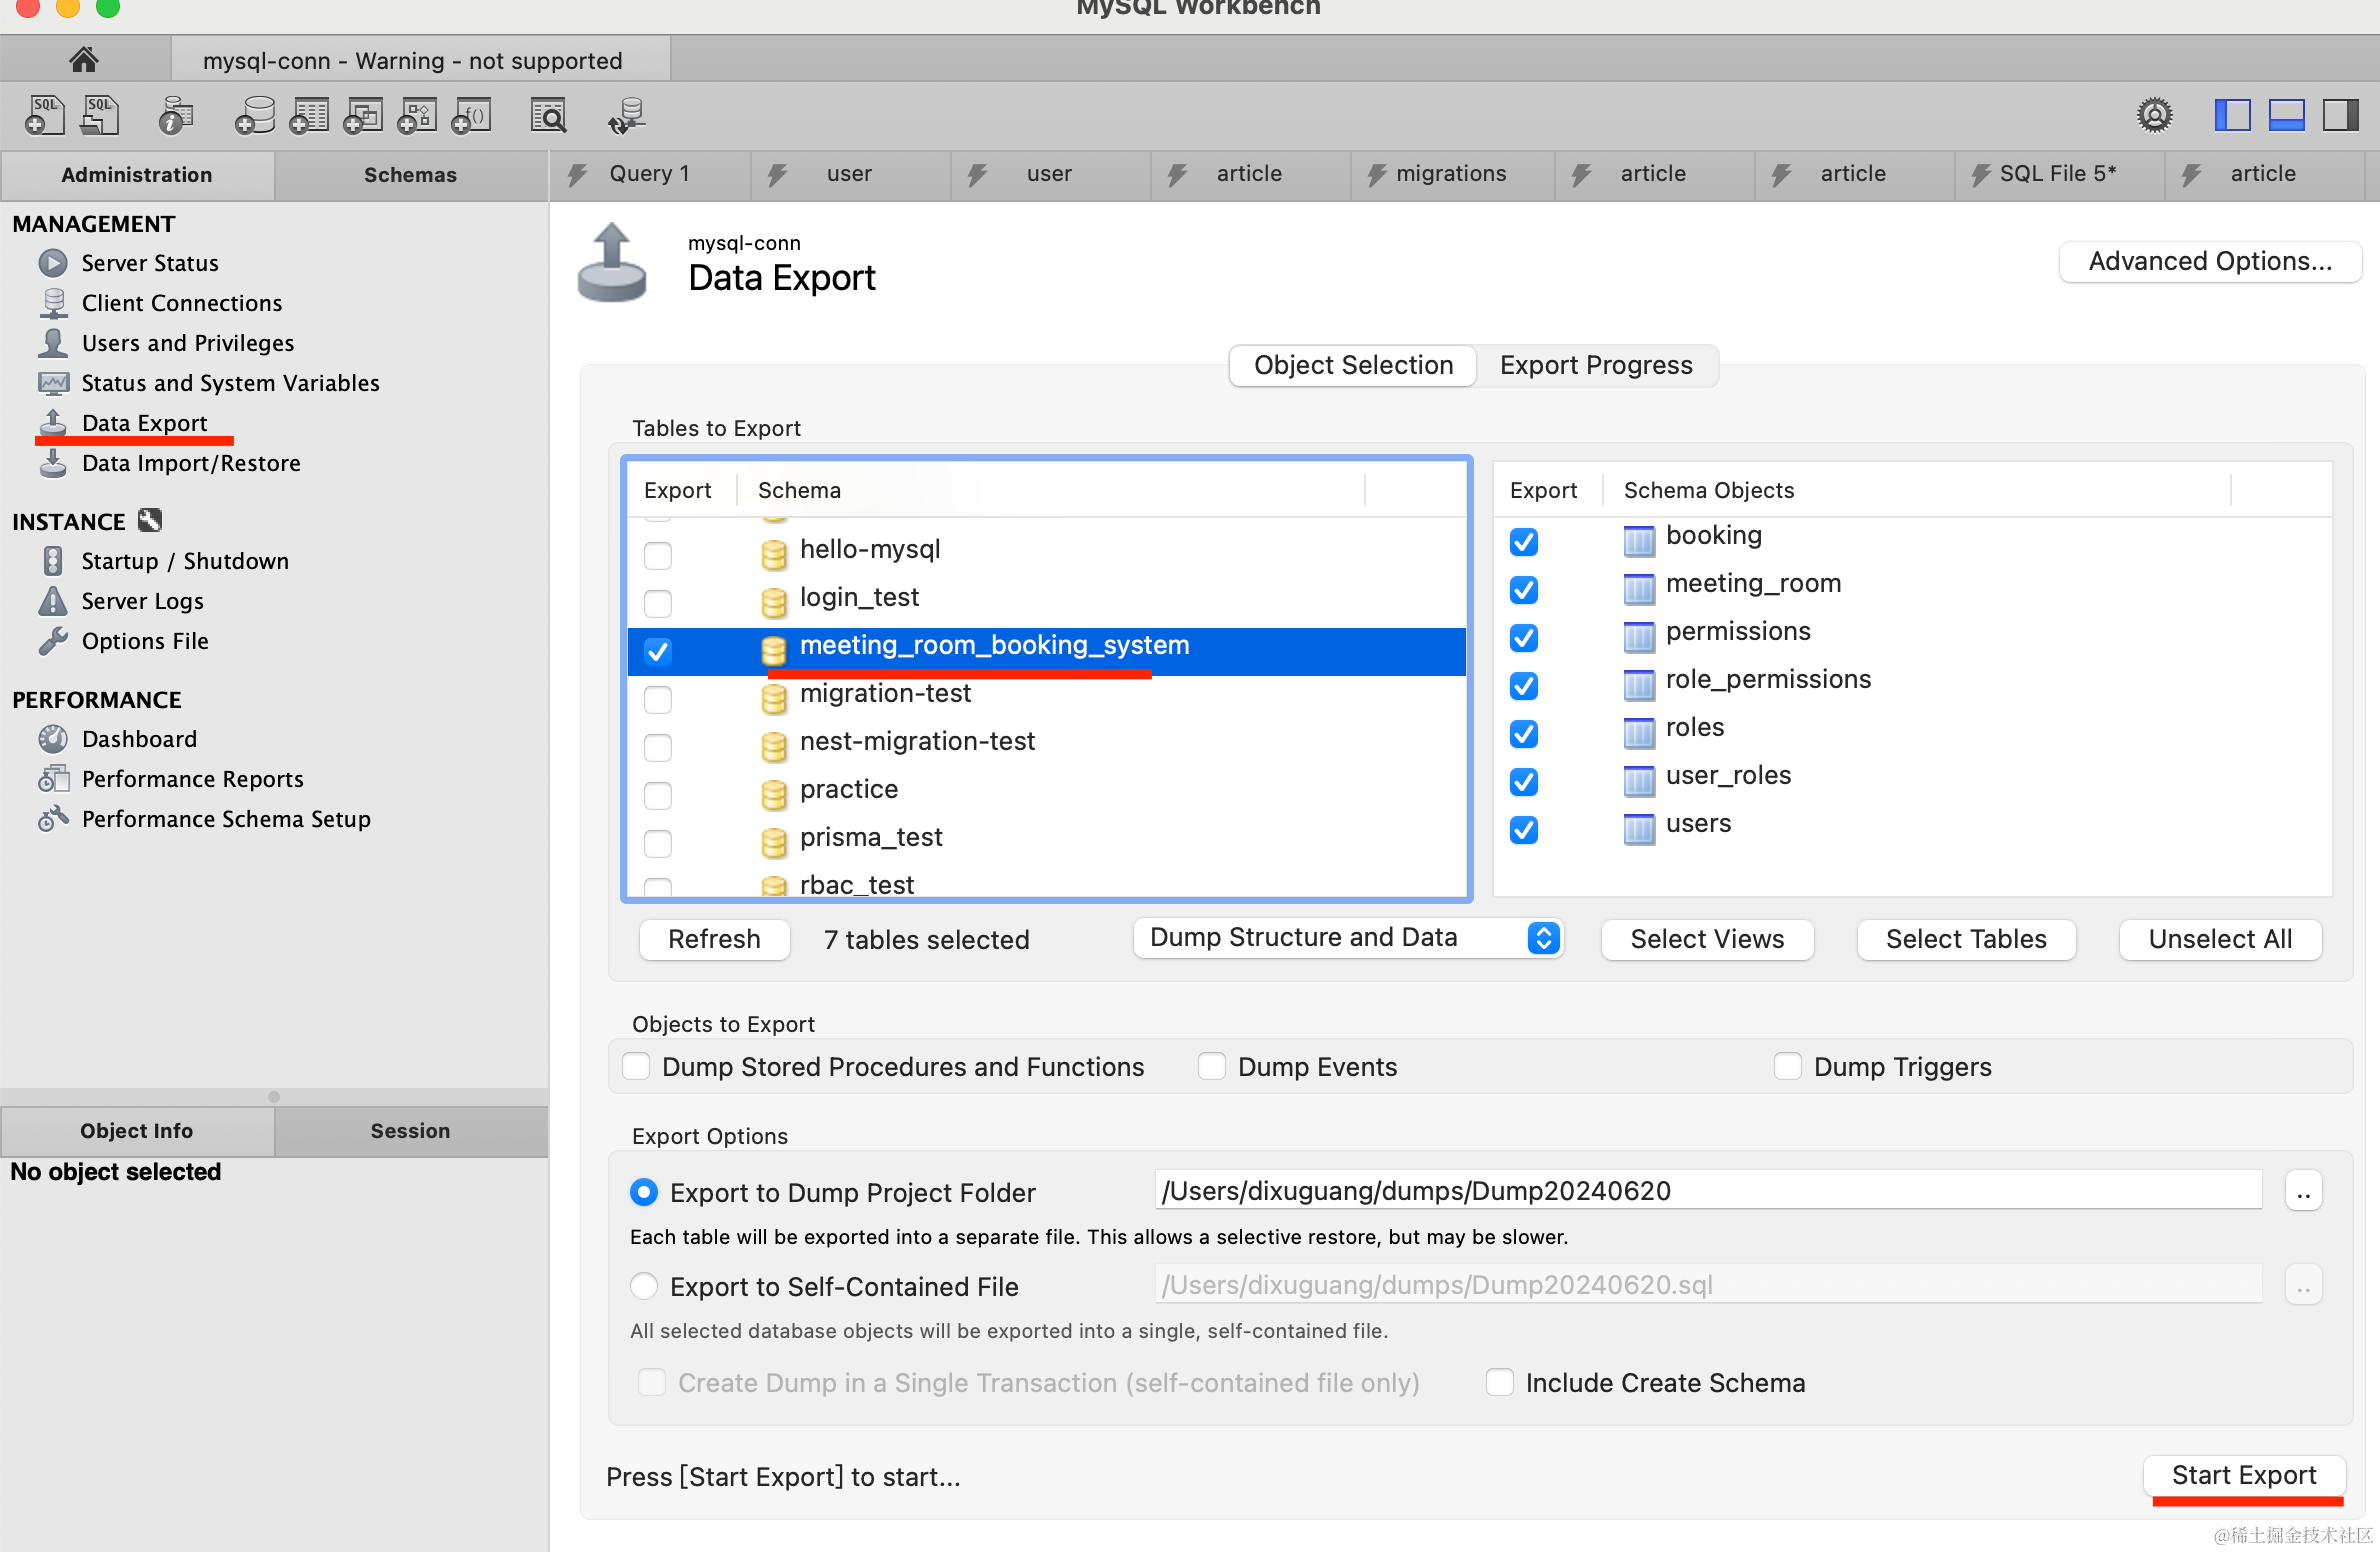 MySQL Workbench
mysql-conn - Warning - not supported
Administration
Schemas
Query 1
user
user
article
migrations
article
article
SQL File 5*
article
MANAGEMENT
Server Status
Client Connections
Users and Privileges
Status and System Variables
Data Export
Data Import/Restore
INSTANCE
Startup / Shutdown
Server Logs
Options File
PERFORMANCE
Dashboard
Performance Reports
Performance Schema Setup
Object Info
Session
No object selected
mysql-conn
Data Export
Advanced Options...
Object Selection
Export Progress
Tables to Export
Export
Schema
hello-mysql
login_test
meeting_room_booking_system
migration-test
nest-migration-test
practice
prisma_test
rbac_test
Export
Schema Objects
booking
meeting_room
permissions
role_permissions
roles
user_roles
users
Refresh
7 tables selected
Dump Structure and Data
Select Views
Select Tables
Unselect All
Objects to Export
Dump Stored Procedures and Functions
Dump Events
Dump Triggers
Export Options
Export to Dump Project Folder
/Users/dixuguang/dumps/Dump20240620
..
Each table will be exported into a separate file. This allows a selective restore, but may be slower.
Export to Self-Contained File
/Users/dixuguang/dumps/Dump20240620.sql
..
All selected database objects will be exported into a single, self-contained file.
Create Dump in a Single Transaction (self-contained file only)
Include Create Schema
Press [Start Export] to start...
Start Export
@稀土掘金技术社区